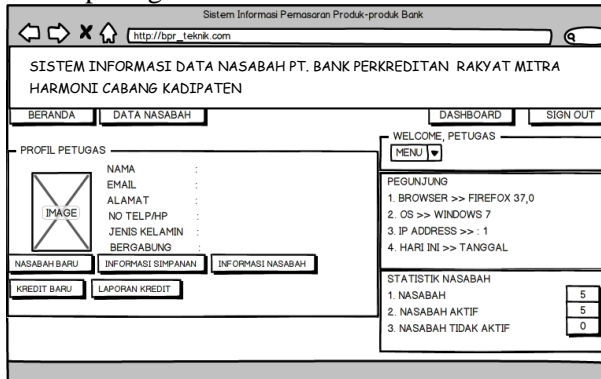 Sistem Informasi Pemasaran Produk-produk Bank
http://bpr_teknik.com
SISTEM INFORMASI DATA NASABAH PT. BANK PERKREDITAN RAKYAT MITRA
HARMONI CABANG KADIPATEN
BERANDA DATA NASABAH DASHBOARD SIGN OUT
PROFIL PETUGAS
IMAGE
NAMA :
EMAIL :
ALAMAT :
NO TELP/HP :
JENIS KELAMIN :
BERGABUNG :
NASABAH BARU INFORMASI SIMPANAN INFORMASI NASABAH
KREDIT BARU LAPORAN KREDIT
WELCOME, PETUGAS
MENU
PEGUNJUNG
1. BROWSER >> FIREFOX 37,0
2. OS >> WINDOWS 7
3. IP ADDRESS >> : 1
4. HARI INI >> TANGGAL
STATISTIK NASABAH
1. NASABAH 5
2. NASABAH AKTIF 5
3. NASABAH TIDAK AKTIF 0